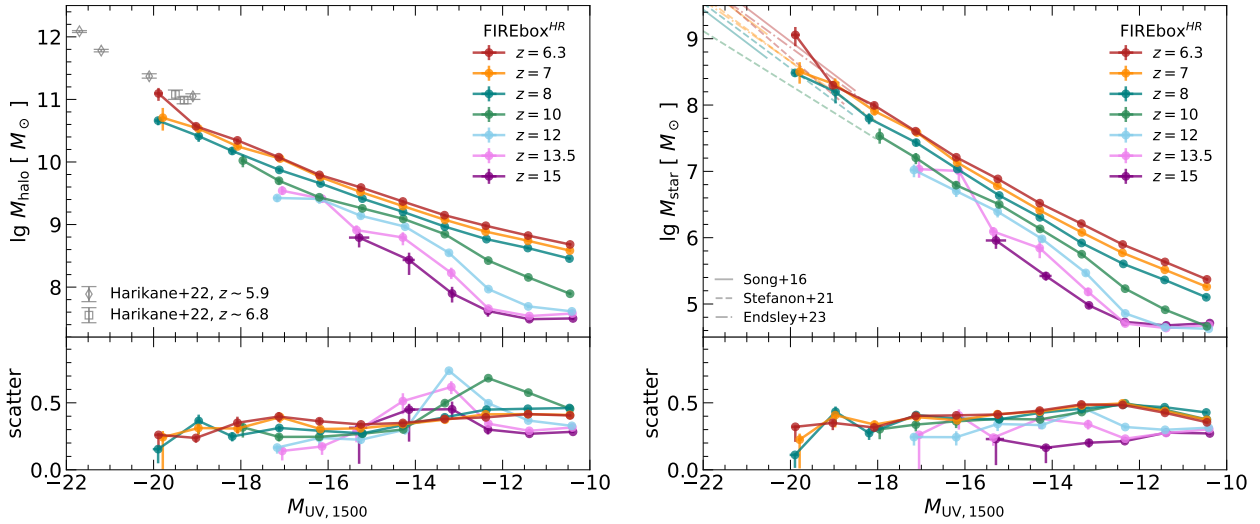 FIREbox^HR
z = 6.3
z = 7
z = 8
z = 10
z = 12
z = 13.5
z = 15
Harikane+22, z ~ 5.9
Harikane+22, z ~ 6.8
lg M_halo [ M_⊙ ]
12
11
10
9
8
scatter
0.5
0.0
−22 −20 −18 −16 −14 −12 −10
M_UV, 1500
FIREbox^HR
z = 6.3
z = 7
z = 8
z = 10
z = 12
z = 13.5
z = 15
Song+16
Stefanon+21
Endsley+23
lg M_star [ M_⊙ ]
9
8
7
6
5
scatter
0.5
0.0
−22 −20 −18 −16 −14 −12 −10
M_UV, 1500